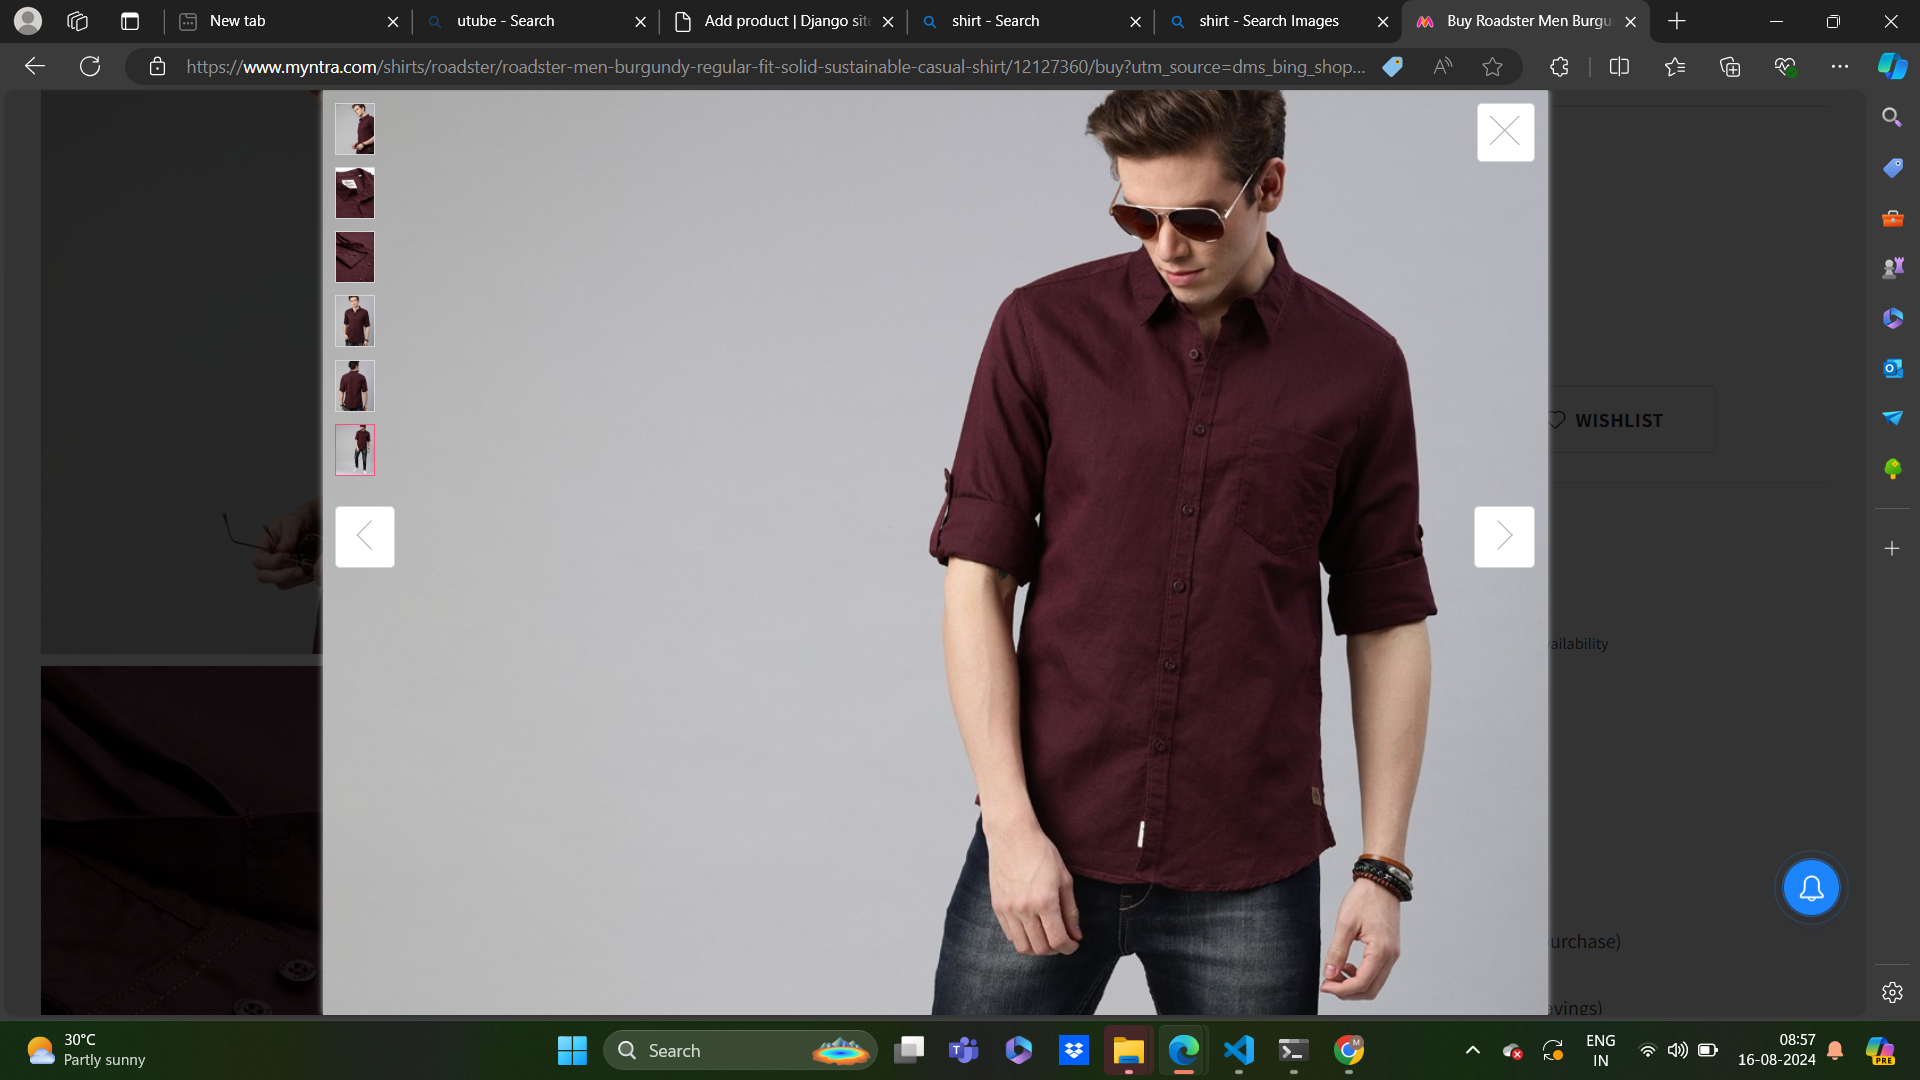 New tab
utube - Search
Add product | Django sit
shirt - Search
shirt - Search Images
Buy Roadster Men Burgu
https://www.myntra.com/shirts/roadster/roadster-men-burgundy-regular-fit-solid-sustainable-casual-shirt/12127360/buy?utm_source=dms_bing_shop...
WISHLIST
ailability
urchase)
avings)
30°C
Partly sunny
Search
ENG
IN
08:57
16-08-2024
PRE